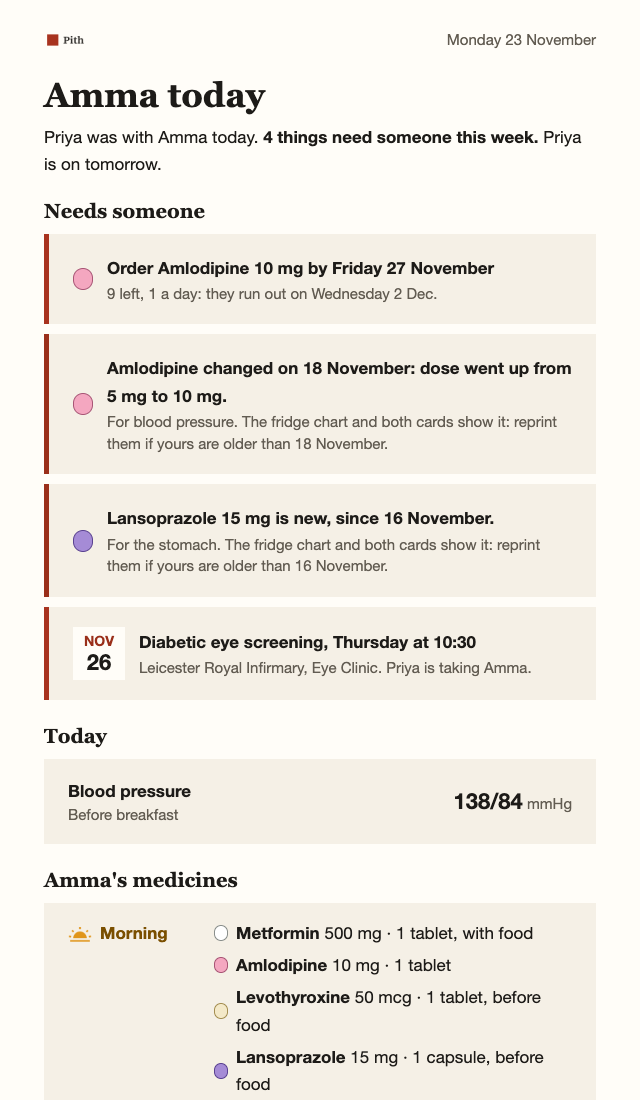 Pith
Monday 23 November
Amma today
Priya was with Amma today. 4 things need someone this week. Priya
is on tomorrow.
Needs someone
Order Amlodipine 10 mg by Friday 27 November
9 left, 1 a day: they run out on Wednesday 2 Dec.
Amlodipine changed on 18 November: dose went up from
5 mg to 10 mg.
For blood pressure. The fridge chart and both cards show it: reprint
them if yours are older than 18 November.
Lansoprazole 15 mg is new, since 16 November.
For the stomach. The fridge chart and both cards show it: reprint
them if yours are older than 16 November.
NOV
26
Diabetic eye screening, Thursday at 10:30
Leicester Royal Infirmary, Eye Clinic. Priya is taking Amma.
Today
Blood pressure
Before breakfast
138/84 mmHg
Amma's medicines
Morning
Metformin 500 mg · 1 tablet, with food
Amlodipine 10 mg · 1 tablet
Levothyroxine 50 mcg · 1 tablet, before
food
Lansoprazole 15 mg · 1 capsule, before
food